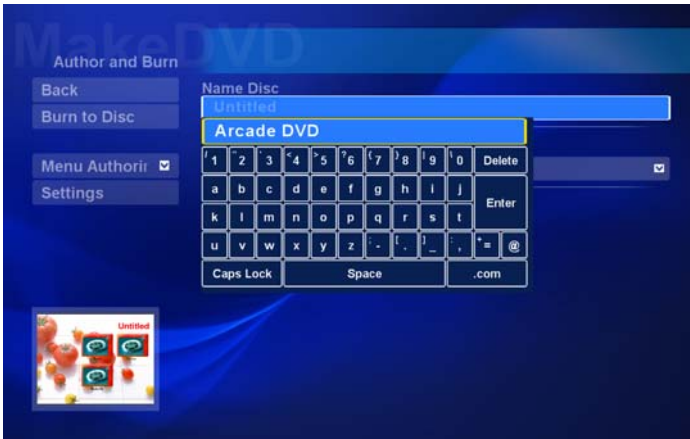 MakeDVD
Author and Burn
Back
Burn to Disc
Menu Authorin
Settings
Name Disc
Untitled
Arcade DVD
/ 1 ~ 2 ' 3 < 4 > 5 ? 6 { 7 } 8 | 9 \ 0 Delete
a b c d e f g h i j
Enter
k l m n o p q r s t
u v w x y z ; - [ . ] _ : , * = @
Caps Lock Space .com
Untitled